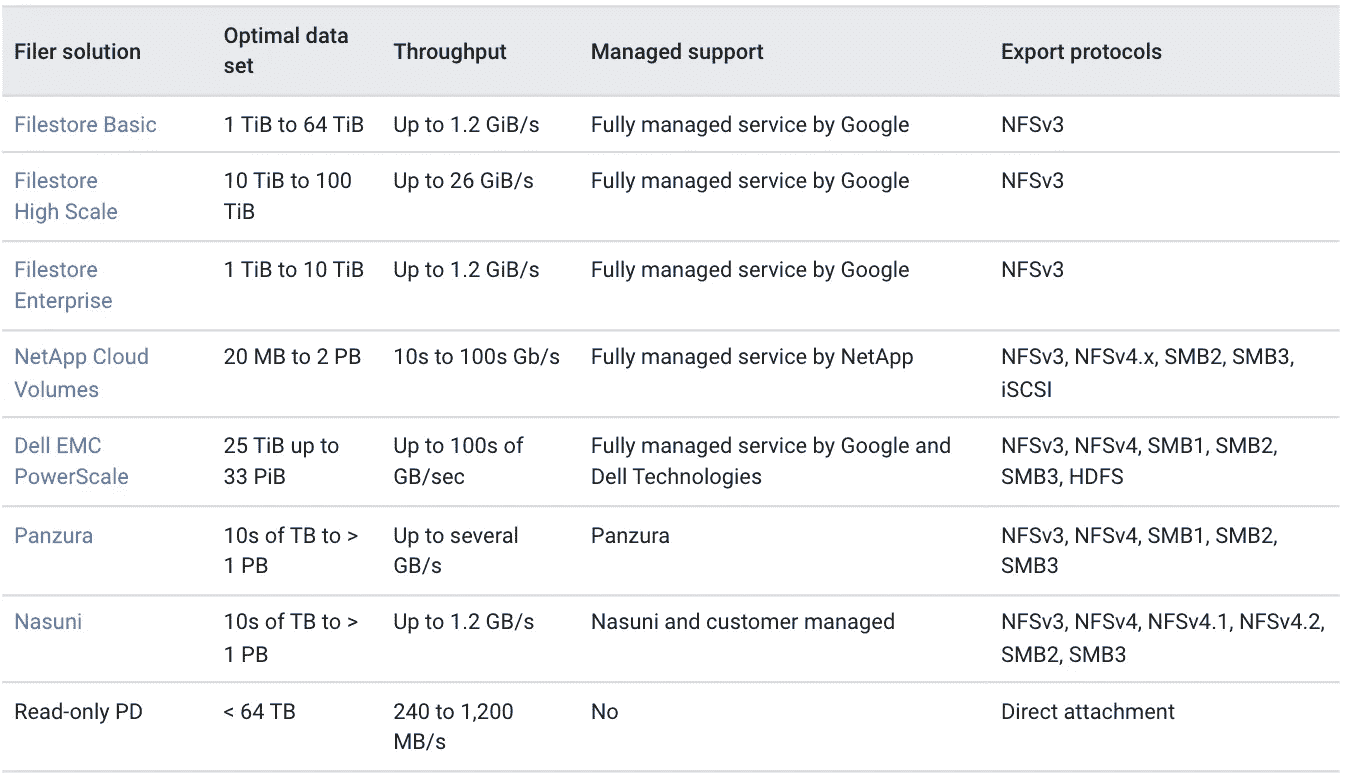 Filer solution
Optimal data
set
Throughput
Managed support
Export protocols
Filestore Basic
1 TiB to 64 TiB
Up to 1.2 GiB/s
Fully managed service by Google
NFSv3
Filestore
High Scale
10 TiB to 100
TiB
Up to 26 GiB/s
Fully managed service by Google
NFSv3
Filestore
Enterprise
1 TiB to 10 TiB
Up to 1.2 GiB/s
Fully managed service by Google
NFSv3
NetApp Cloud
Volumes
20 MB to 2 PB
10s to 100s Gb/s
Fully managed service by NetApp
NFSv3, NFSv4.x, SMB2, SMB3,
iSCSI
Dell EMC
PowerScale
25 TiB up to
33 PiB
Up to 100s of
GB/sec
Fully managed service by Google and
Dell Technologies
NFSv3, NFSv4, SMB1, SMB2,
SMB3, HDFS
Panzura
10s of TB to >
1 PB
Up to several
GB/s
Panzura
NFSv3, NFSv4, SMB1, SMB2,
SMB3
Nasuni
10s of TB to >
1 PB
Up to 1.2 GB/s
Nasuni and customer managed
NFSv3, NFSv4, NFSv4.1, NFSv4.2,
SMB2, SMB3
Read-only PD
< 64 TB
240 to 1,200
MB/s
No
Direct attachment